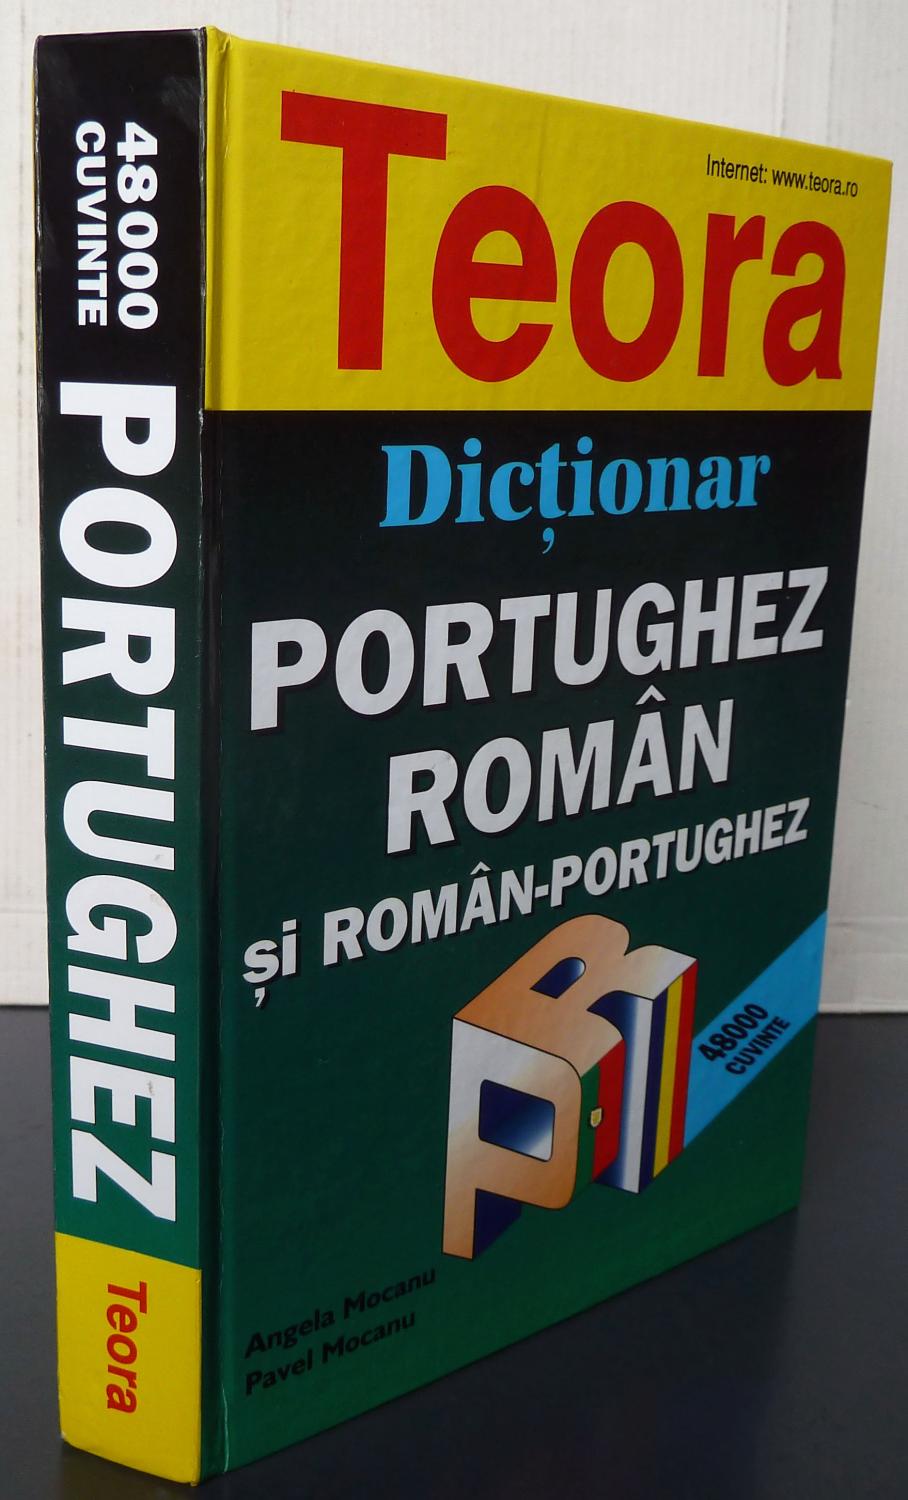 48000
CUVINTE
PORTUGHEZ
Teora
Teora
Internet: www.teora.ro
Dicționar
PORTUGHEZ
ROMÂN
și ROMÂN-PORTUGHEZ
PR
48000
CUVINTE
Angela Mocanu
Pavel Mocanu